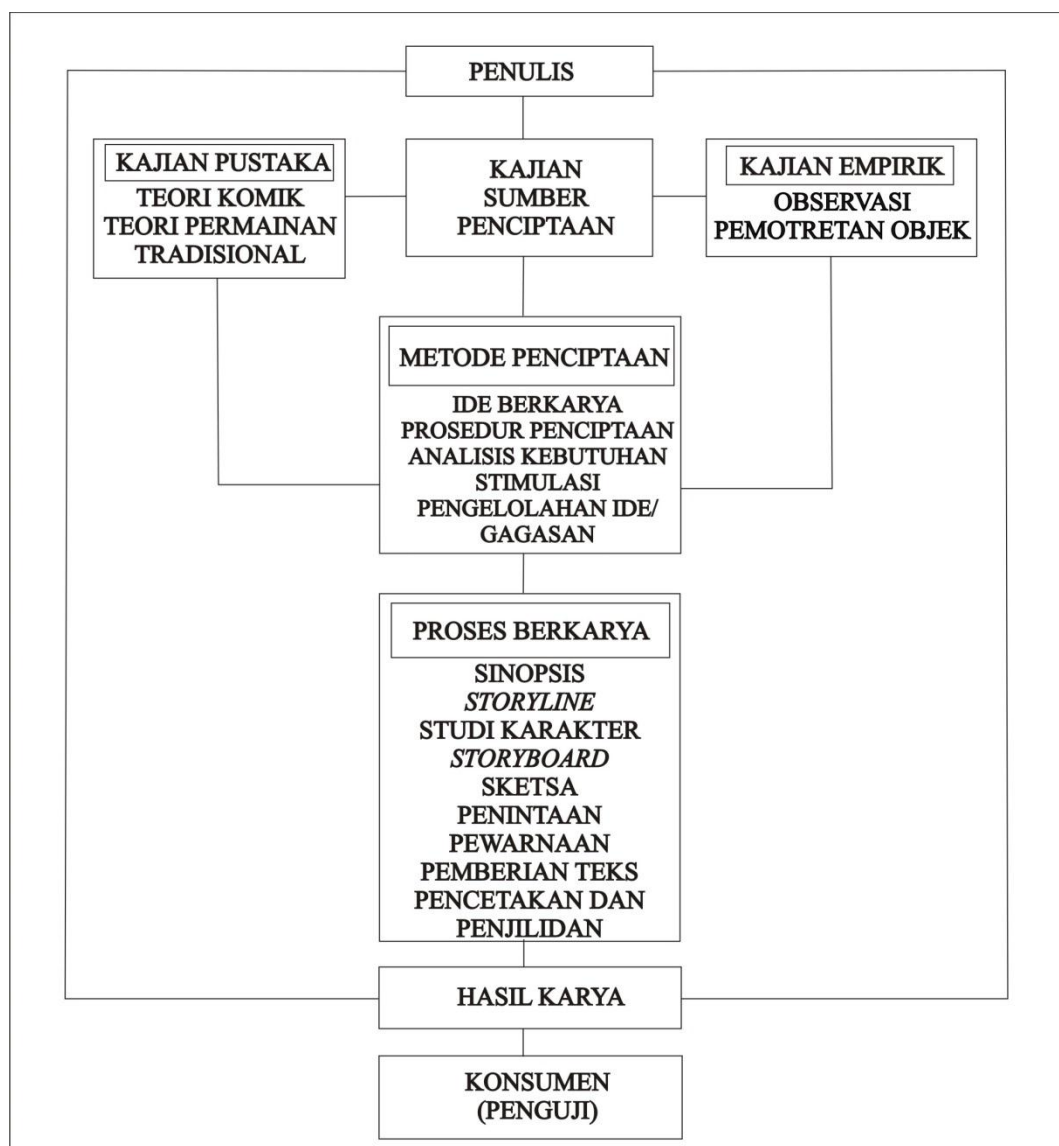 PENULIS
KAJIAN PUSTAKA
TEORI KOMIK
TEORI PERMAINAN
TRADISIONAL
KAJIAN
SUMBER
PENCIPTAAN
KAJIAN EMPIRIK
OBSERVASI
PEMOTRETAN OBJEK
METODE PENCIPTAAN
IDE BERKARYA
PROSEDUR PENCIPTAAN
ANALISIS KEBUTUHAN
STIMULASI
PENGELOLAHAN IDE/
GAGASAN
PROSES BERKARYA
SINOPSIS
STORYLINE
STUDI KARAKTER
STORYBOARD
SKETSA
PENINTAAN
PEWARNAAN
PEMBERIAN TEKS
PENCETAKAN DAN
PENJILIDAN
HASIL KARYA
KONSUMEN
(PENGUJI)